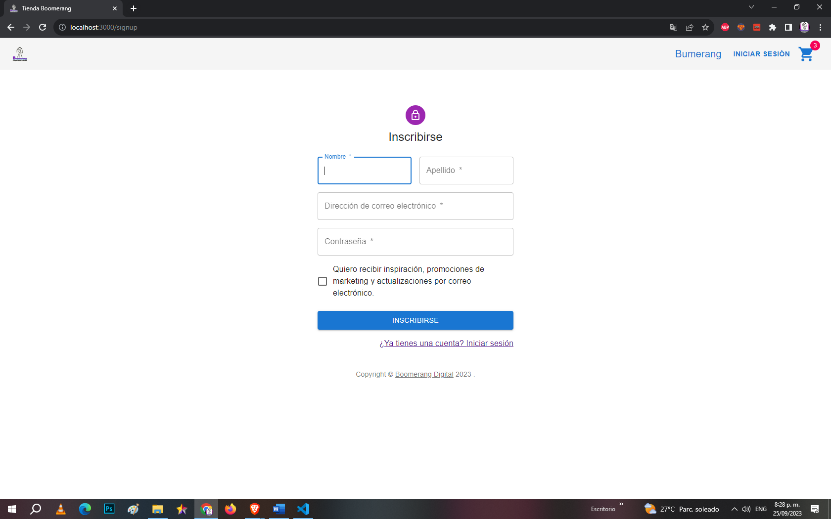 Tienda Boomerang
localhost:3000/signup
Bumerang
INICIAR SESIÓN
3
Inscribirse
Nombre *
Apellido *
Dirección de correo electrónico *
Contraseña *
Quiero recibir inspiración, promociones de
marketing y actualizaciones por correo
electrónico.
INSCRIBIRSE
¿Ya tienes una cuenta? Iniciar sesión
Copyright © Boomerang Digital 2023 .
Escritorio
27°C Parc. soleado
ENG
8:28 p. m.
25/09/2023